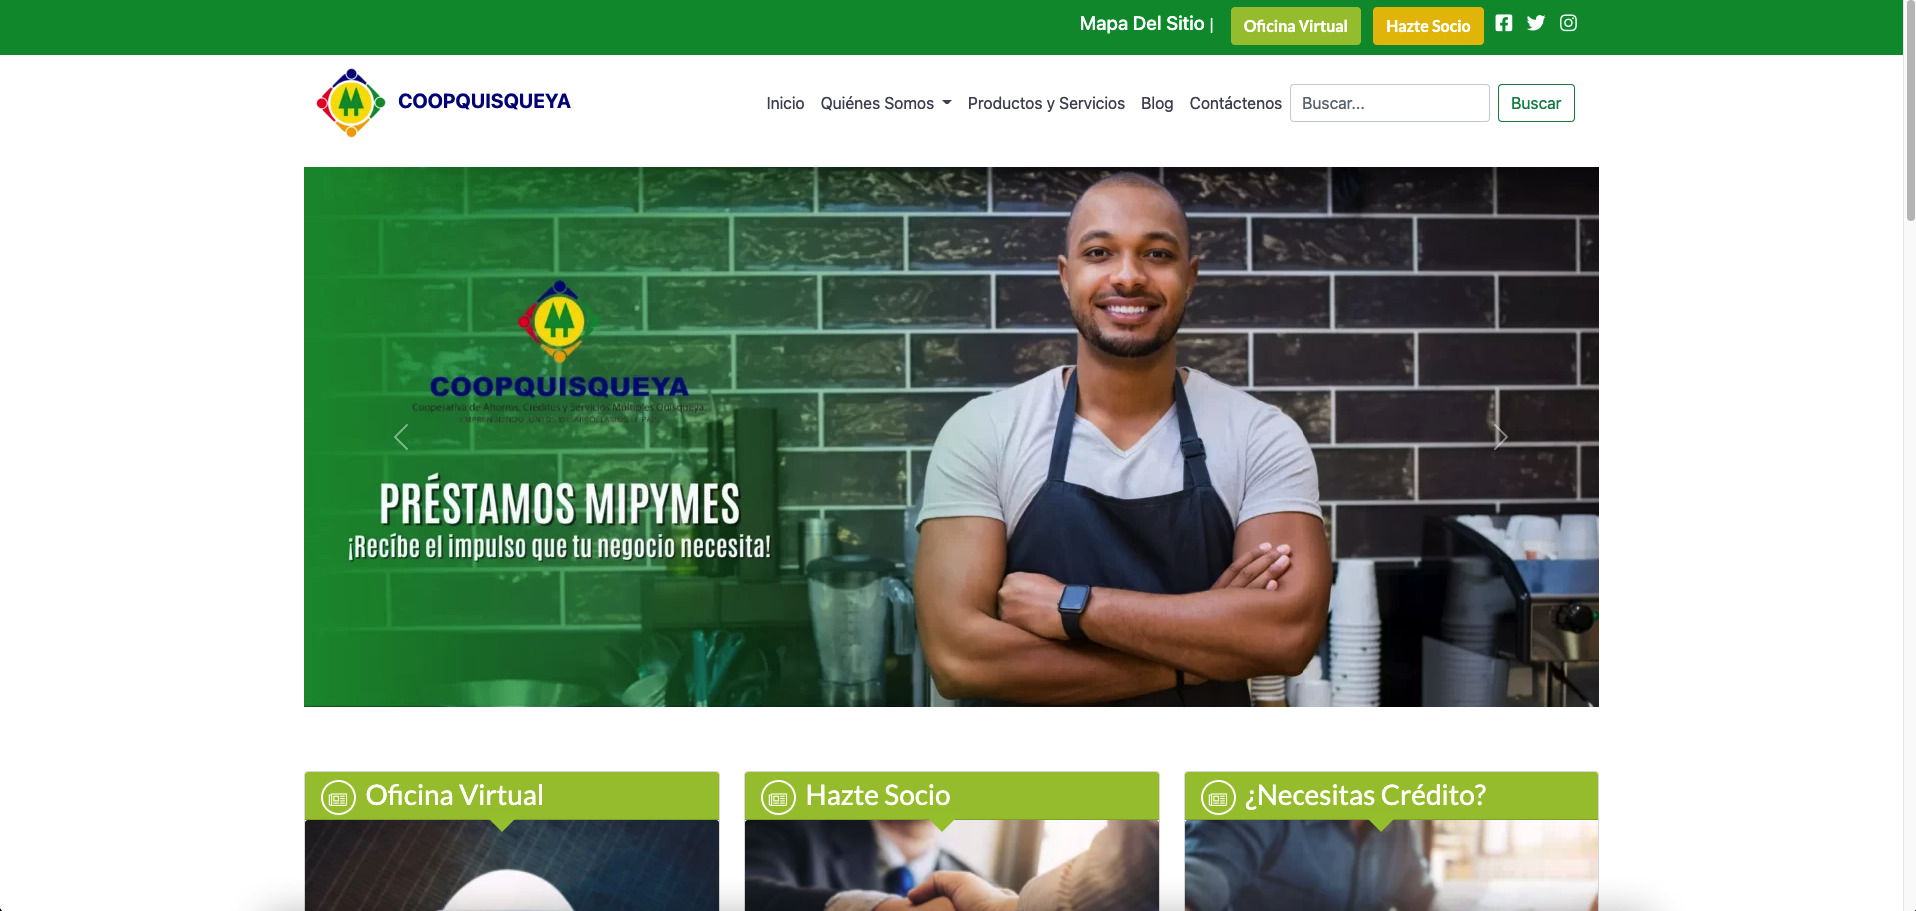 Mapa Del Sitio |
Oficina Virtual
Hazte Socio
COOPQUISQUEYA
Inicio
Quiénes Somos
Productos y Servicios
Blog
Contáctenos
Buscar...
Buscar
COOPQUISQUEYA
Cooperativa de Ahorros, Créditos y Servicios Múltiples Quisqueya
PRÉSTAMOS MIPYMES
¡Recíbe el impulso que tu negocio necesita!
Oficina Virtual
Hazte Socio
¿Necesitas Crédito?